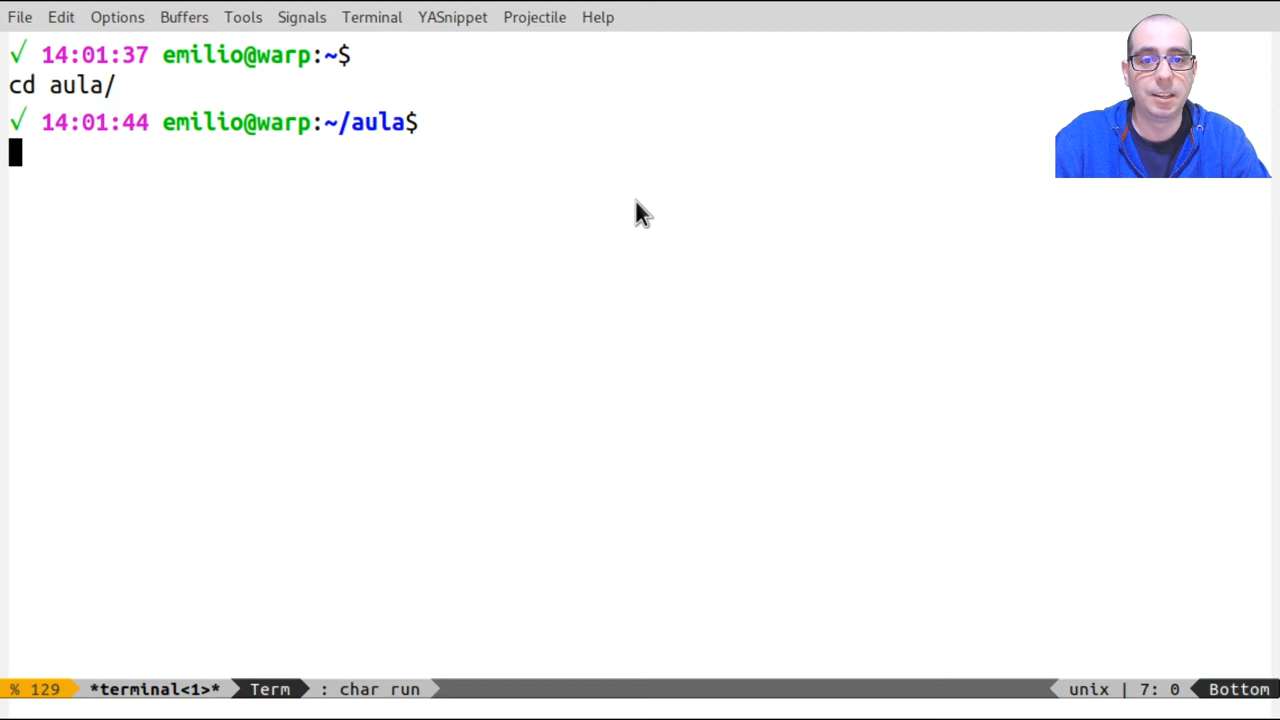 File Edit Options Buffers Tools Signals Terminal YASnippet Projectile Help
√ 14:01:37 emilio@warp:~$
cd aula/
√ 14:01:44 emilio@warp:~/aula$
% 129 *terminal<1>* Term : char run unix | 7: 0 Bottom